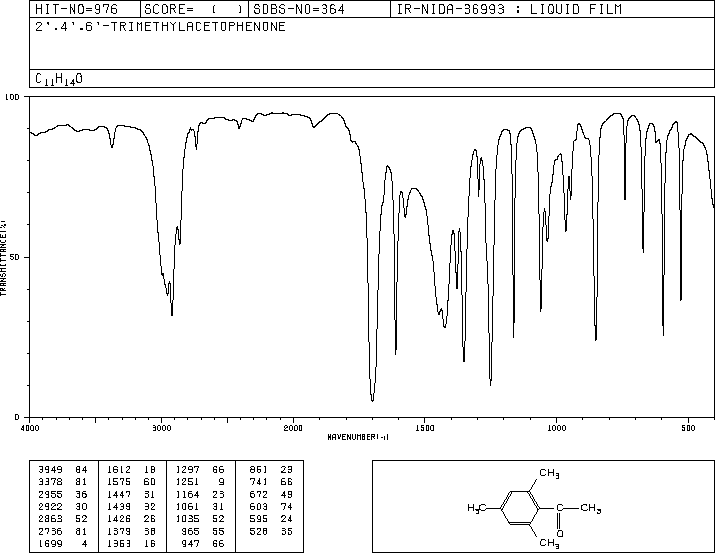 HIT-NO=976 SCORE= ( ) SDBS-NO=364 IR-NIDA-36993 : LIQUID FILM
2'.4'.6'-TRIMETHYLACETOPHENONE
C11H14O
100
50
0
TRANSMITTANCE(%)
4000 3000 2000 1500 1000 500
WAVENUMBER(-1)
3949 84 1612 18 1297 66 861 23
3378 81 1575 60 1251 9 741 66
2955 36 1447 31 1164 23 672 49
2922 30 1439 32 1061 31 603 74
2863 52 1426 26 1035 52 595 24
2736 81 1379 38 965 55 528 35
1699 4 1353 16 947 66
CH3
H3C C CH3
O
CH3